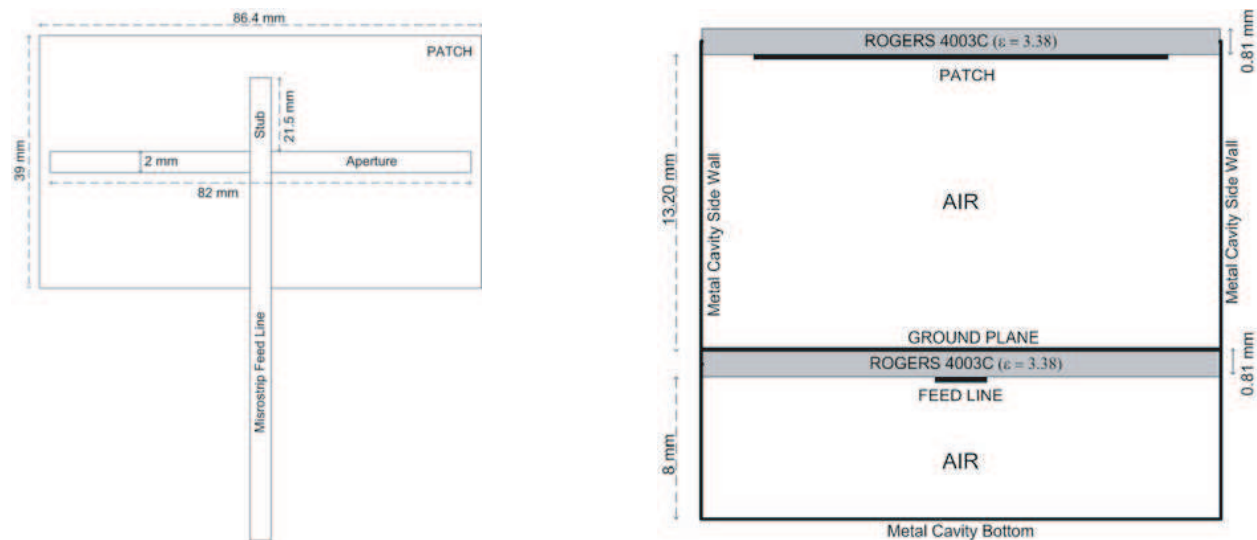 86.4 mm
PATCH
39 mm
Stub
21.5 mm
2 mm
Aperture
82 mm
Misrostrip Feed Line
ROGERS 4003C (ε = 3.38)
0.81 mm
PATCH
13.20 mm
Metal Cavity Side Wall
AIR
Metal Cavity Side Wall
GROUND PLANE
ROGERS 4003C (ε = 3.38)
0.81 mm
FEED LINE
8 mm
AIR
Metal Cavity Bottom